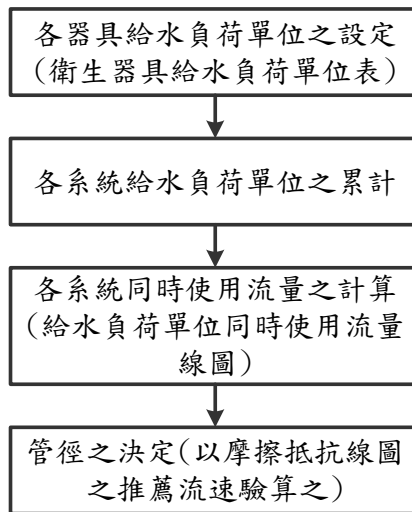 各器具給水負荷單位之設定
(衛生器具給水負荷單位表)
各系統給水負荷單位之累計
各系統同時使用流量之計算
(給水負荷單位同時使用流量
線圖)
管徑之決定(以摩擦抵抗線圖
之推薦流速驗算之)